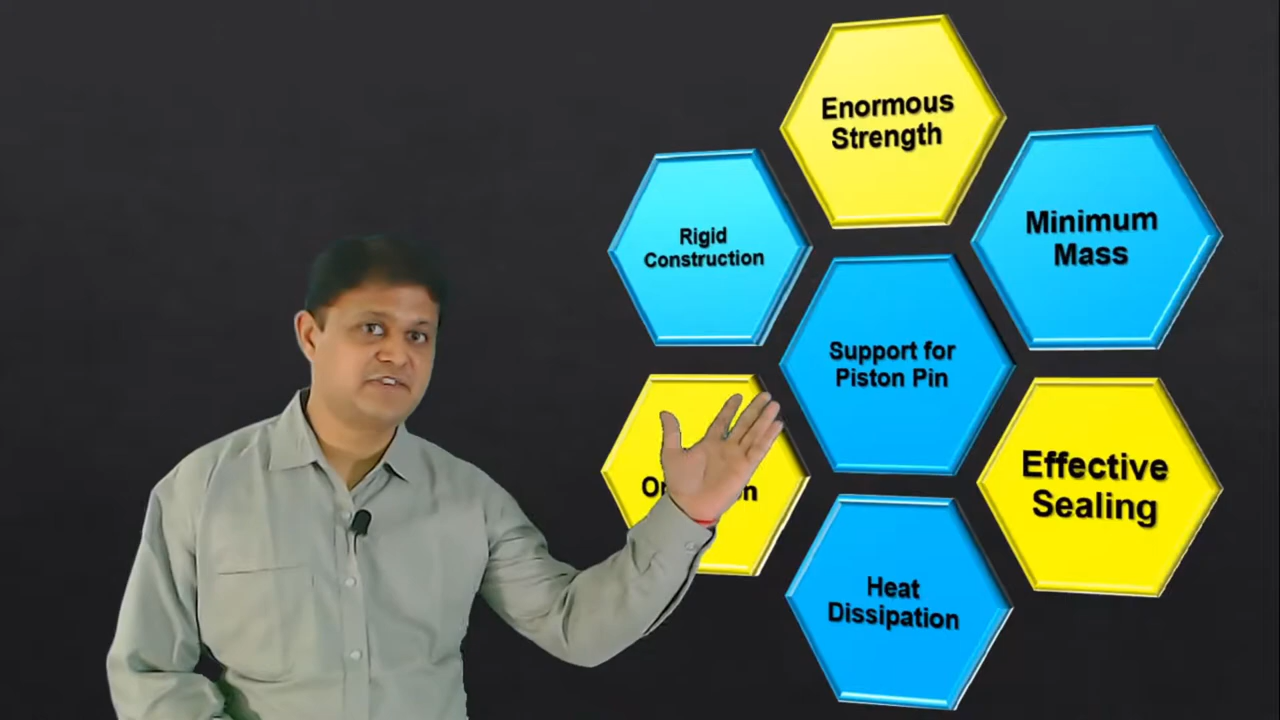 Enormous
Strength
Rigid
Construction
Minimum
Mass
Support for
Piston Pin
Effective
Sealing
Heat
Dissipation